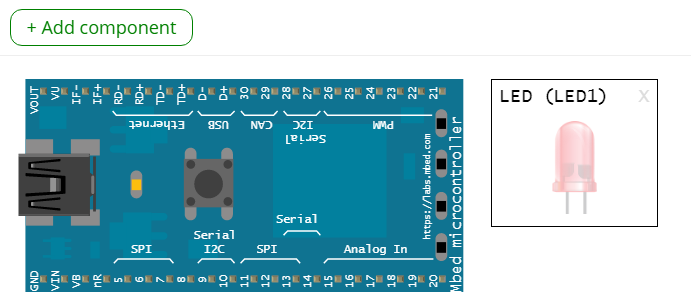 + Add component
LED (LED1) X
VOUT VU IF- IF+ RD- RD+ TD- TD+ D- D+ 30 29 28 27 26 25 24 23 22 21
Ethernet USB CAN I2C PWM
Serial
https://labs.mbed.com
Mbed microcontroller
Serial
Serial
SPI I2C SPI Analog In
GND VIN VB nR 5 6 7 8 9 10 11 12 13 14 15 16 17 18 19 20